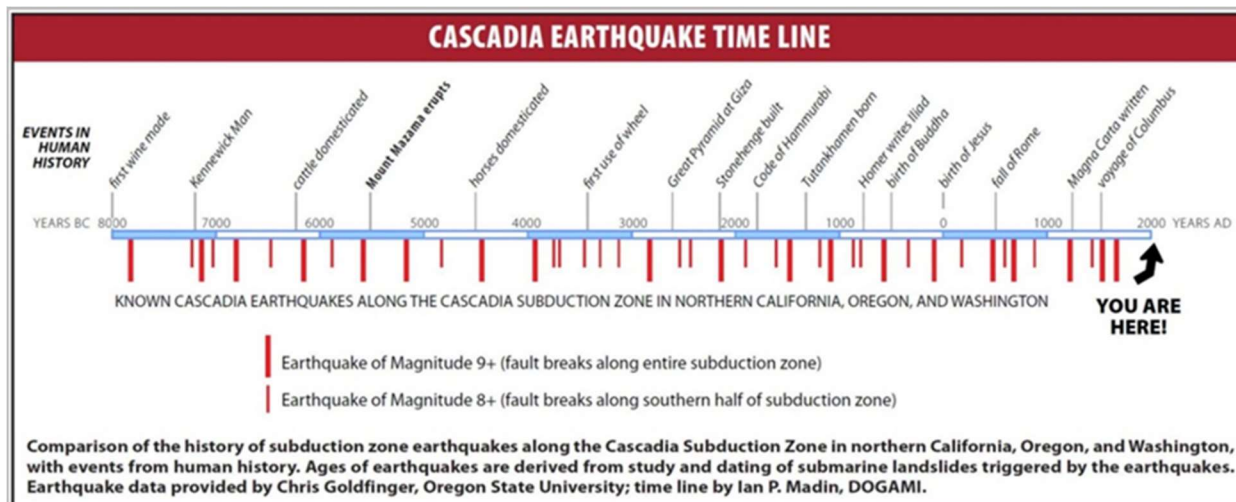 CASCADIA EARTHQUAKE TIME LINE
EVENTS IN
HUMAN
HISTORY
first wine made
Kennewick Man
cattle domesticated
Mount Mazama erupts
horses domesticated
first use of wheel
Great Pyramid at Giza
Stonehenge built
Code of Hammurabi
Tutankhamen born
Homer writes Iliad
birth of Buddha
birth of Jesus
fall of Rome
Magna Carta written
voyage of Columbus
YEARS BC 8000 7000 6000 5000 4000 3000 2000 1000 0 1000 2000 YEARS AD
KNOWN CASCADIA EARTHQUAKES ALONG THE CASCADIA SUBDUCTION ZONE IN NORTHERN CALIFORNIA, OREGON, AND WASHINGTON
YOU ARE
HERE!
Earthquake of Magnitude 9+ (fault breaks along entire subduction zone)
Earthquake of Magnitude 8+ (fault breaks along southern half of subduction zone)
Comparison of the history of subduction zone earthquakes along the Cascadia Subduction Zone in northern California, Oregon, and Washington,
with events from human history. Ages of earthquakes are derived from study and dating of submarine landslides triggered by the earthquakes.
Earthquake data provided by Chris Goldfinger, Oregon State University; time line by Ian P. Madin, DOGAMI.